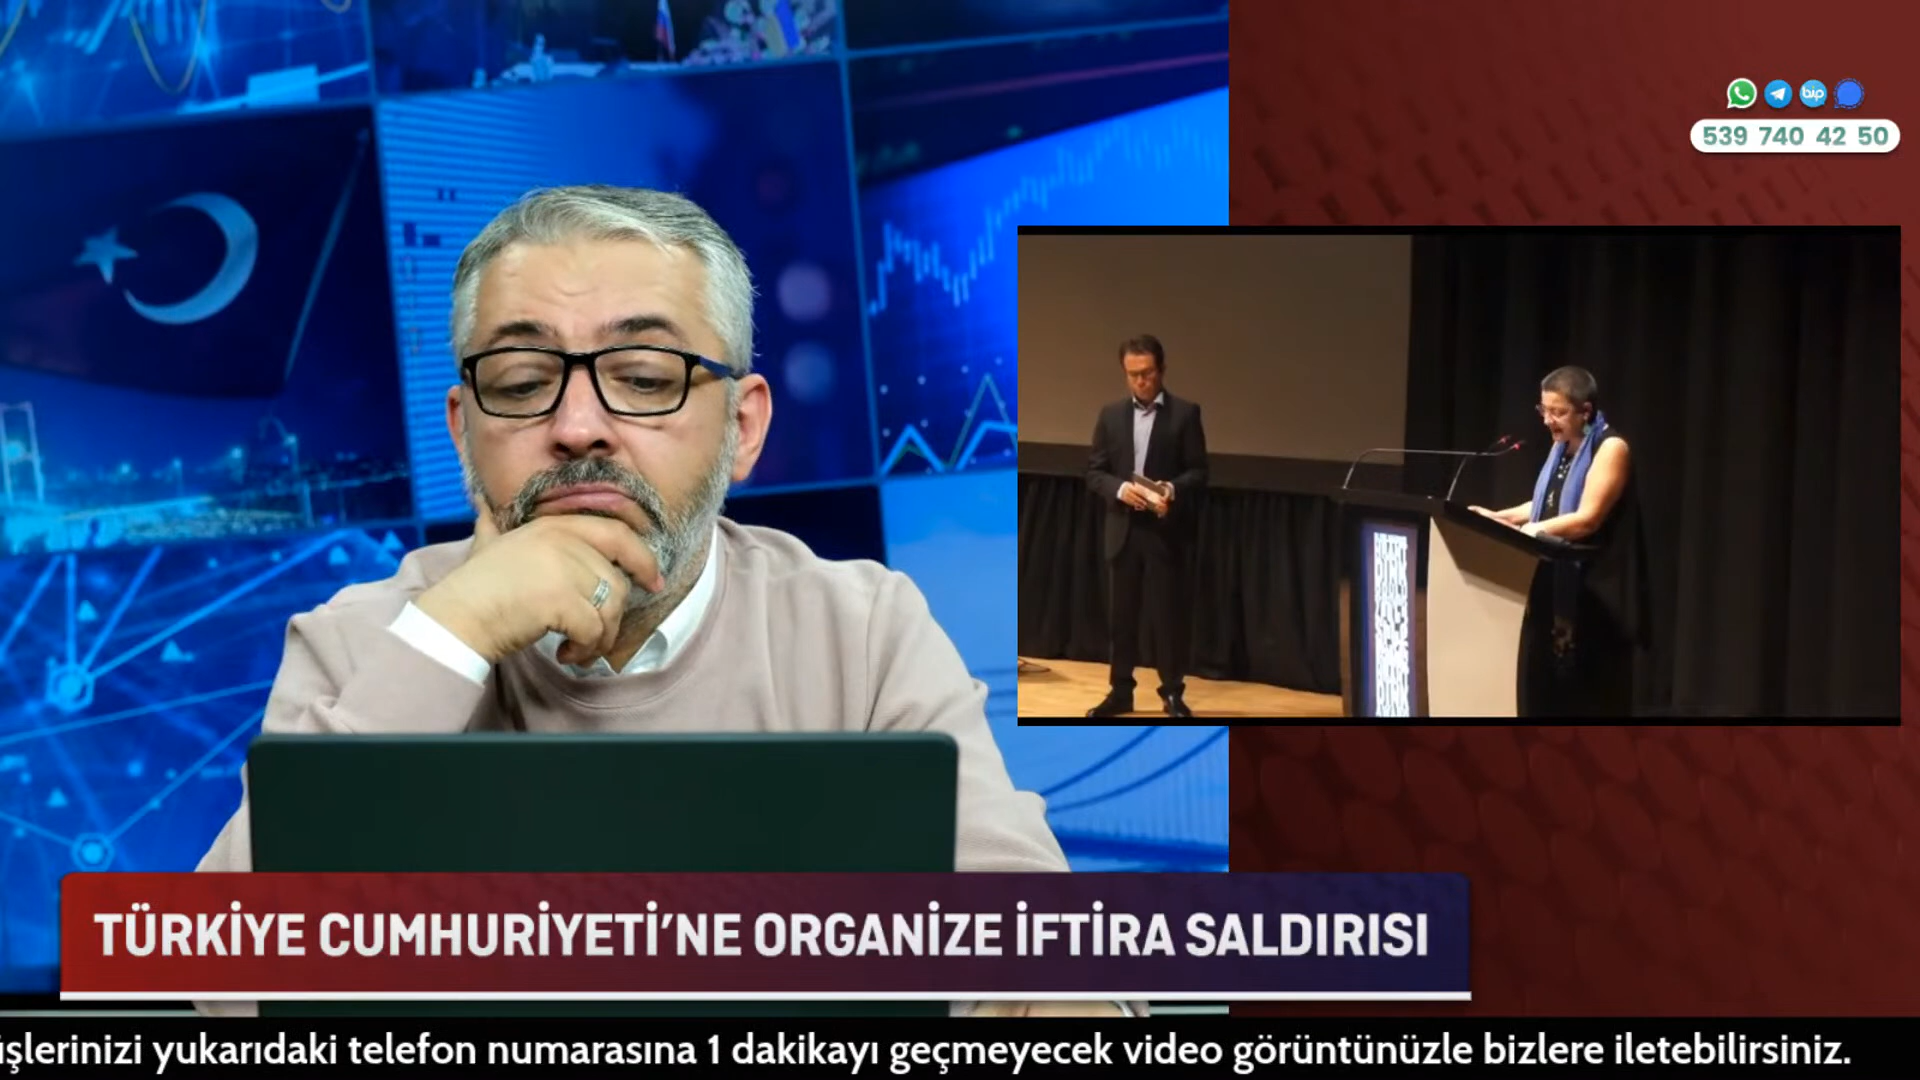 bip
539 740 42 50
TÜRKİYE CUMHURİYETİ’NE ORGANİZE İFTİRA SALDIRISI
işlerinizi yukarıdaki telefon numarasına 1 dakikayı geçmeyecek video görüntünüzle bizlere iletebilirsiniz.